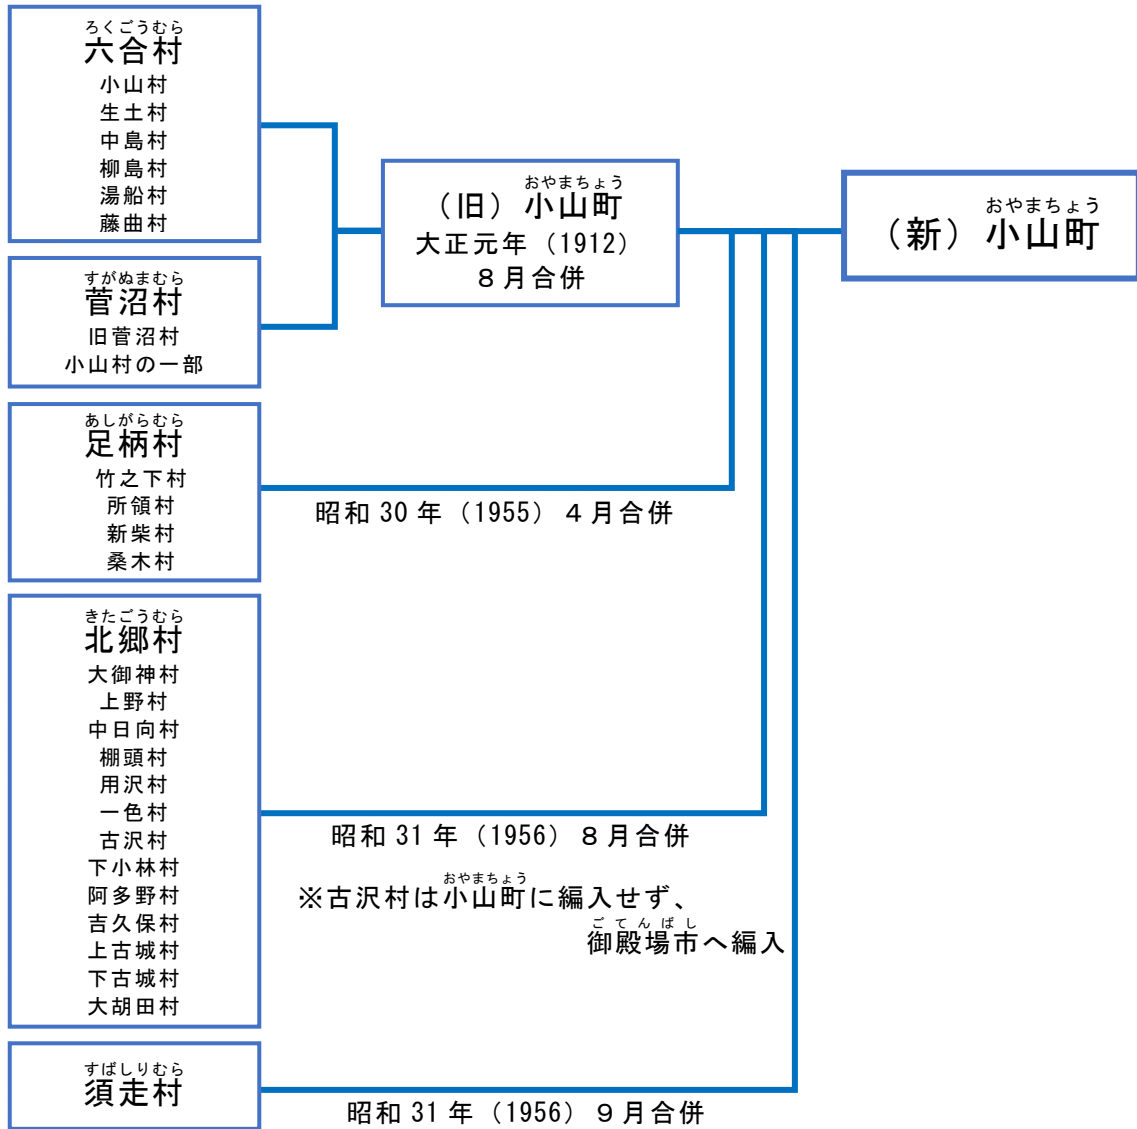 ろくごうむら
六合村
小山村
生土村
中島村
柳島村
湯船村
藤曲村
すがぬまむら
菅沼村
旧菅沼村
小山村の一部
あしがらむら
足柄村
竹之下村
所領村
新柴村
桑木村
きたごうむら
北郷村
大御神村
上野村
中日向村
棚頭村
用沢村
一色村
古沢村
下小林村
阿多野村
吉久保村
上古城村
下古城村
大胡田村
すばしりむら
須走村
おやまちょう
（旧）小山町
大正元年（1912）
８月合併
昭和30年（1955）４月合併
昭和31年（1956）８月合併
おやまちょう
※古沢村は小山町に編入せず、
ごてんばし
御殿場市へ編入
昭和31年（1956）９月合併
おやまちょう
（新）小山町